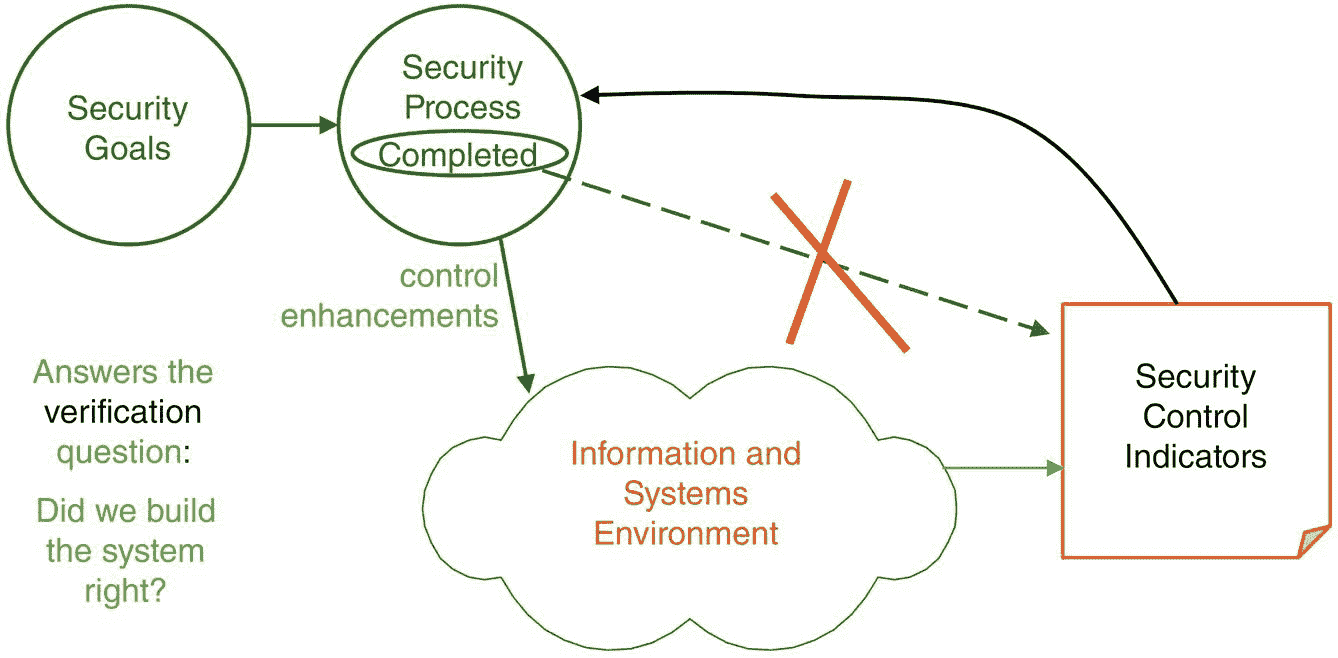 Security
Goals
Security
Process
Completed
control
enhancements
Answers the
verification
question:
Did we build
the system
right?
Information and
Systems
Environment
Security
Control
Indicators